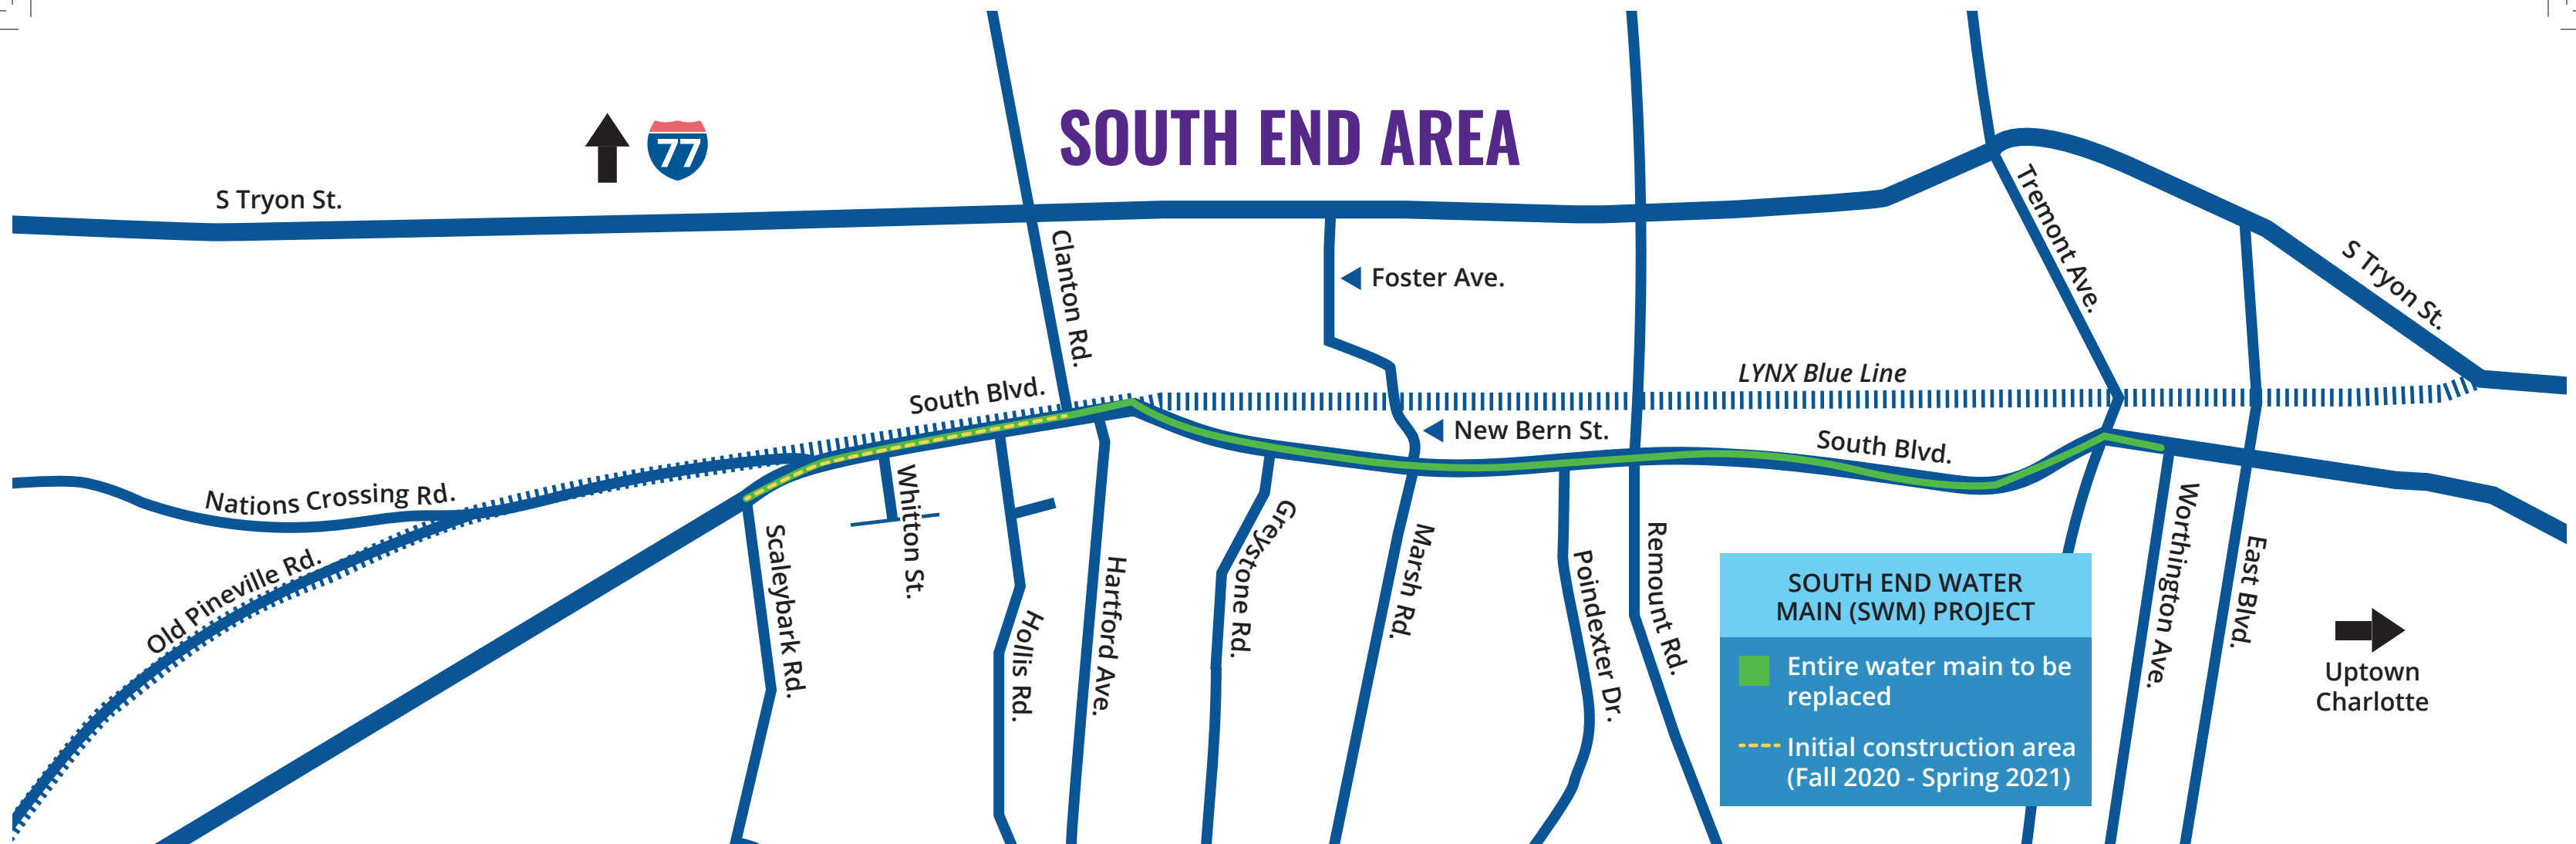 SOUTH END AREA
77
S Tryon St.
Clanton Rd.
Foster Ave.
Tremont Ave.
S Tryon St.
LYNX Blue Line
South Blvd.
New Bern St.
South Blvd.
Nations Crossing Rd.
Old Pineville Rd.
Scaleybark Rd.
Whitton St.
Hollis Rd.
Hartford Ave.
Greystone Rd.
Marsh Rd.
Poindexter Dr.
Remount Rd.
Worthington Ave.
East Blvd.
SOUTH END WATER
MAIN (SWM) PROJECT
Entire water main to be
replaced
Initial construction area
(Fall 2020 - Spring 2021)
Uptown
Charlotte